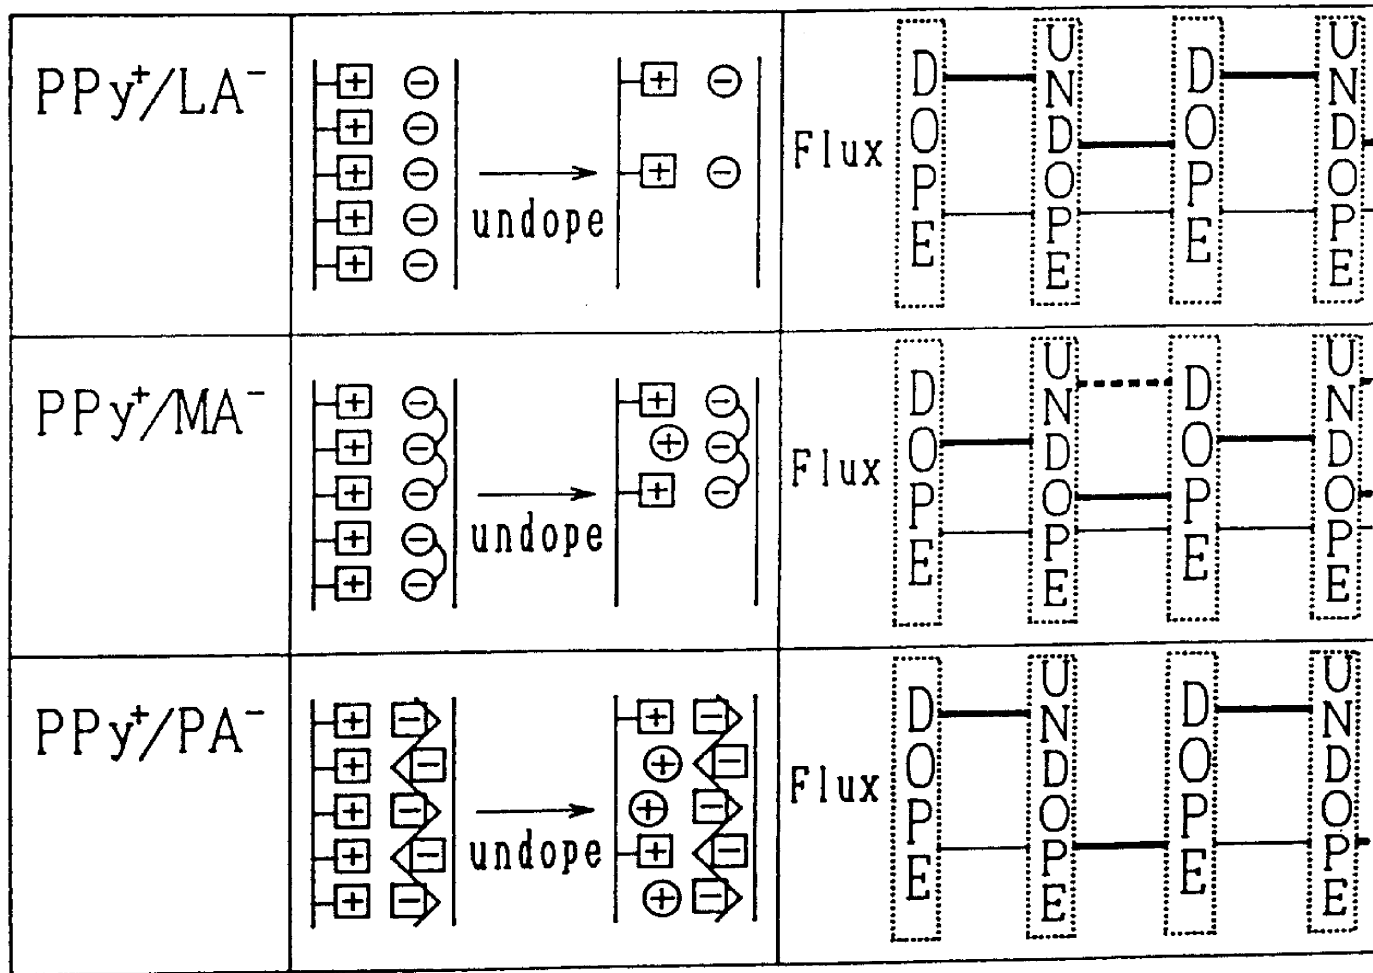 PPy⁺/LA⁻
+ −
+ −
+ −
+ −
+ −
undope
+ −
+ −
Flux
DOPE
UNDOPE
DOPE
UNDOPE
PPy⁺/MA⁻
+ −
+ −
+ −
+ −
+ −
undope
+ −
+ −
+ −
Flux
DOPE
UNDOPE
DOPE
UNDOPE
PPy⁺/PA⁻
+ −
+ −
+ −
+ −
+ −
undope
+ −
+ −
+ −
+ −
+ −
Flux
DOPE
UNDOPE
DOPE
UNDOPE